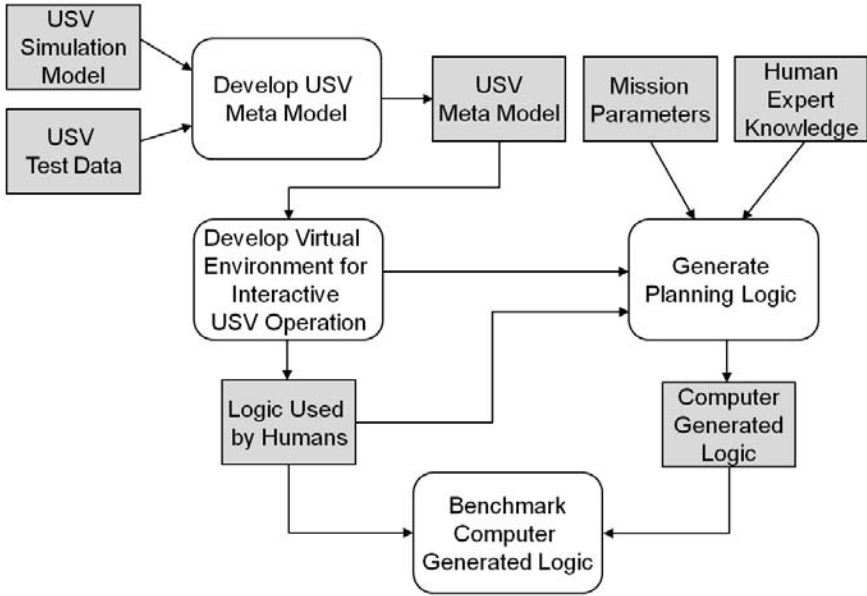 USV
Simulation
Model
USV
Test Data
Develop USV
Meta Model
USV
Meta Model
Mission
Parameters
Human
Expert
Knowledge
Develop Virtual
Environment for
Interactive
USV Operation
Generate
Planning Logic
Logic Used
by Humans
Computer
Generated
Logic
Benchmark
Computer
Generated Logic